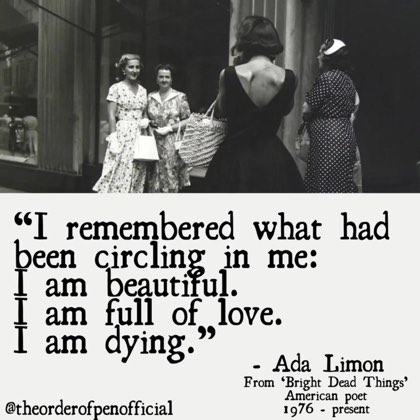 “I remembered what had
been circling in me:
I am beautiful.
I am full of love.
I am dying.”
- Ada Limon
From ‘Bright Dead Things’
American poet
1976 - present
@theorderofpenofficial